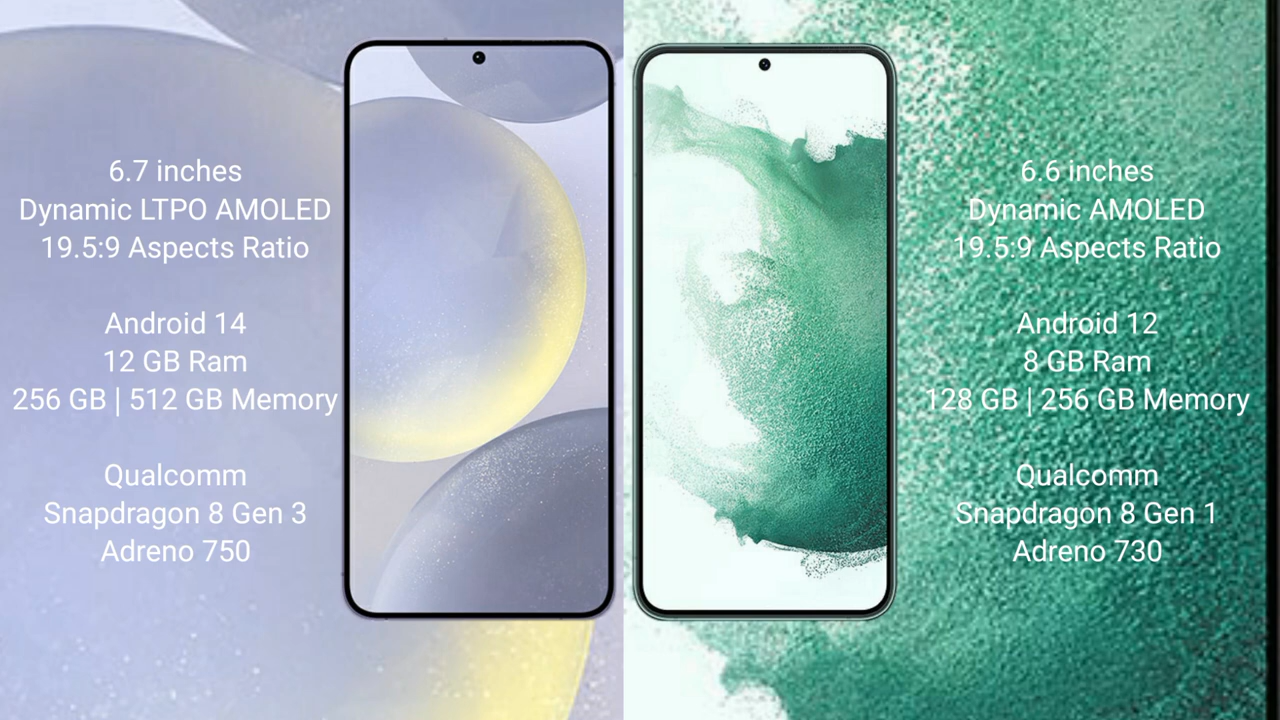 6.7 inches
Dynamic LTPO AMOLED
19.5:9 Aspects Ratio
Android 14
12 GB Ram
256 GB | 512 GB Memory
Qualcomm
Snapdragon 8 Gen 3
Adreno 750
6.6 inches
Dynamic AMOLED
19.5:9 Aspects Ratio
Android 12
8 GB Ram
128 GB | 256 GB Memory
Qualcomm
Snapdragon 8 Gen 1
Adreno 730